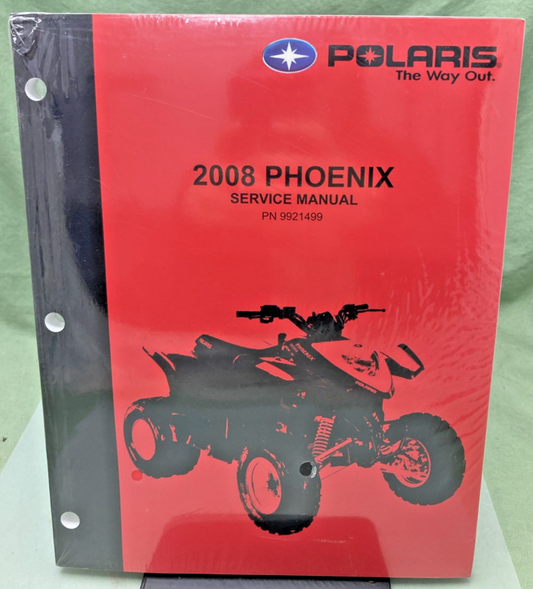 POLARIS
The Way Out.
2008 PHOENIX
SERVICE MANUAL
PN 9921499